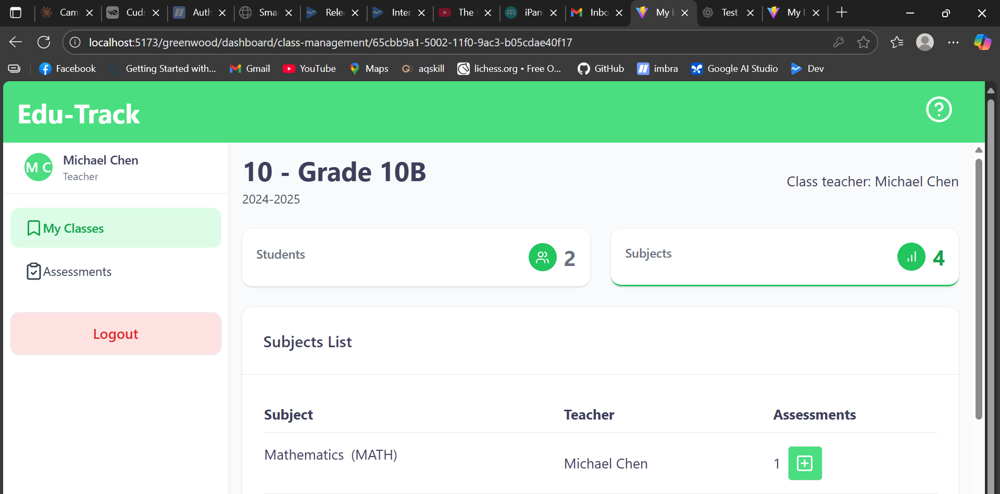 Cam
Cuds
Auth
Smar
Rele
Inter
The
iPan
Inbo
My E
Test
My E
localhost:5173/greenwood/dashboard/class-management/65cbb9a1-5002-11f0-9ac3-b05cdae40f17
Facebook
Getting Started with...
Gmail
YouTube
Maps
aqskill
lichess.org • Free O...
GitHub
imbra
Google AI Studio
Dev
Edu-Track
M C
Michael Chen
Teacher
My Classes
Assessments
Logout
10 - Grade 10B
2024-2025
Class teacher: Michael Chen
Students
2
Subjects
4
Subjects List
Subject Teacher Assessments
Mathematics (MATH) Michael Chen 1